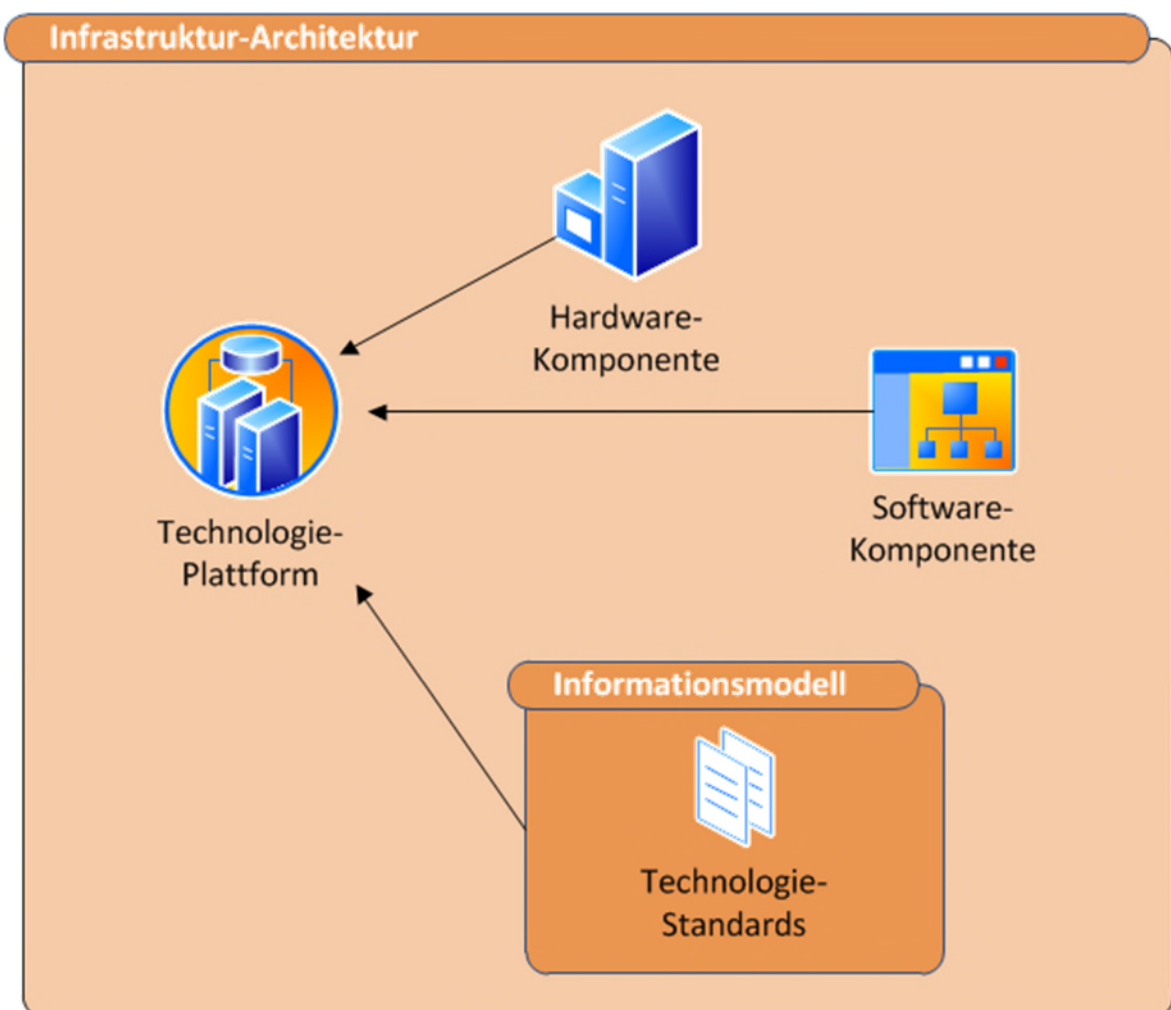 Infrastruktur-Architektur
Hardware-
Komponente
Software-
Komponente
Technologie-
Plattform
Informationsmodell
Technologie-
Standards